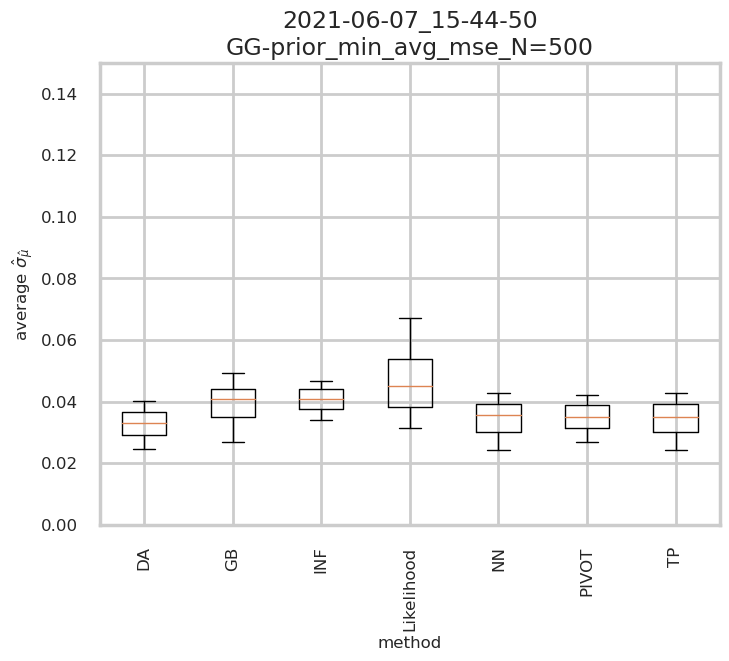 2021-06-07_15-44-50
GG-prior_min_avg_mse_N=500
0.14
0.12
0.10
0.08
0.06
0.04
0.02
0.00
average σ̂_μ̂
DA
GB
INF
Likelihood
NN
PIVOT
TP
method